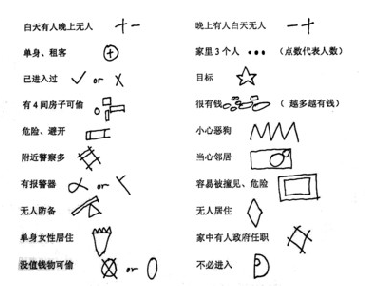 白天有人晚上无人
单身、租客
已进入过 or
有4间房子可偷
危险、避开
附近警察多
有报警器 or
无人防备
单身女性居住
没值钱物可偷 or
晚上有人白天无人
家里3个人 （点数代表人数）
目标
很有钱 （越多越有钱）
小心恶狗
当心邻居
容易被撞见、危险
无人居住
家中有人政府任职
不必进入